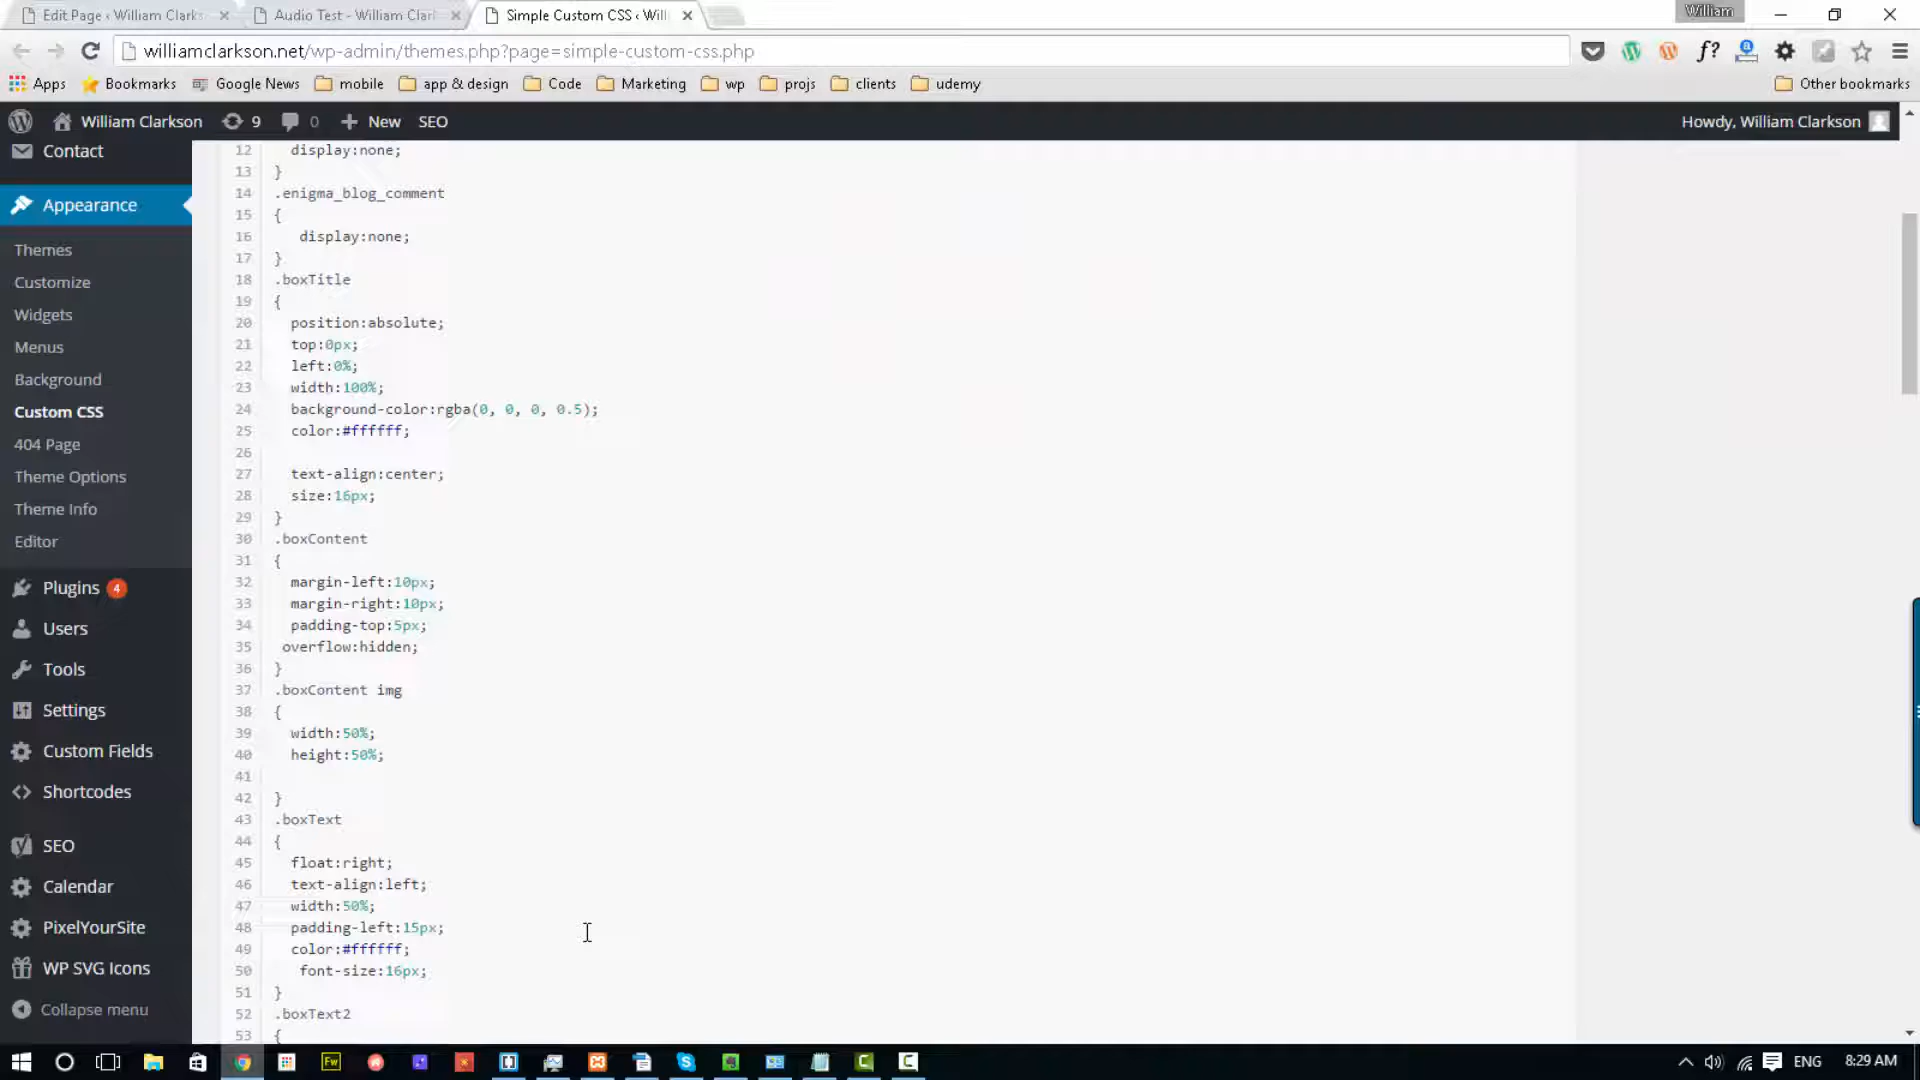 Edit Page ‹ William Clarks
Audio Test - William Clarl
Simple Custom CSS ‹ Will
William
williamclarkson.net/wp-admin/themes.php?page=simple-custom-css.php
Apps
Bookmarks
Google News
mobile
app & design
Code
Marketing
wp
projs
clients
udemy
Other bookmarks
William Clarkson
9
0
New
SEO
Howdy, William Clarkson
Contact
Appearance
Themes
Customize
Widgets
Menus
Background
Custom CSS
404 Page
Theme Options
Theme Info
Editor
Plugins 4
Users
Tools
Settings
Custom Fields
Shortcodes
SEO
Calendar
PixelYourSite
WP SVG Icons
Collapse menu
12 display:none;
13 }
14 .enigma_blog_comment
15 {
16 display:none;
17 }
18 .boxTitle
19 {
20 position:absolute;
21 top:0px;
22 left:0%;
23 width:100%;
24 background-color:rgba(0, 0, 0, 0.5);
25 color:#ffffff;
26
27 text-align:center;
28 size:16px;
29 }
30 .boxContent
31 {
32 margin-left:10px;
33 margin-right:10px;
34 padding-top:5px;
35 overflow:hidden;
36 }
37 .boxContent img
38 {
39 width:50%;
40 height:50%;
41
42 }
43 .boxText
44 {
45 float:right;
46 text-align:left;
47 width:50%;
48 padding-left:15px;
49 color:#ffffff;
50 font-size:16px;
51 }
52 .boxText2
53 {
Fw
ENG
8:29 AM